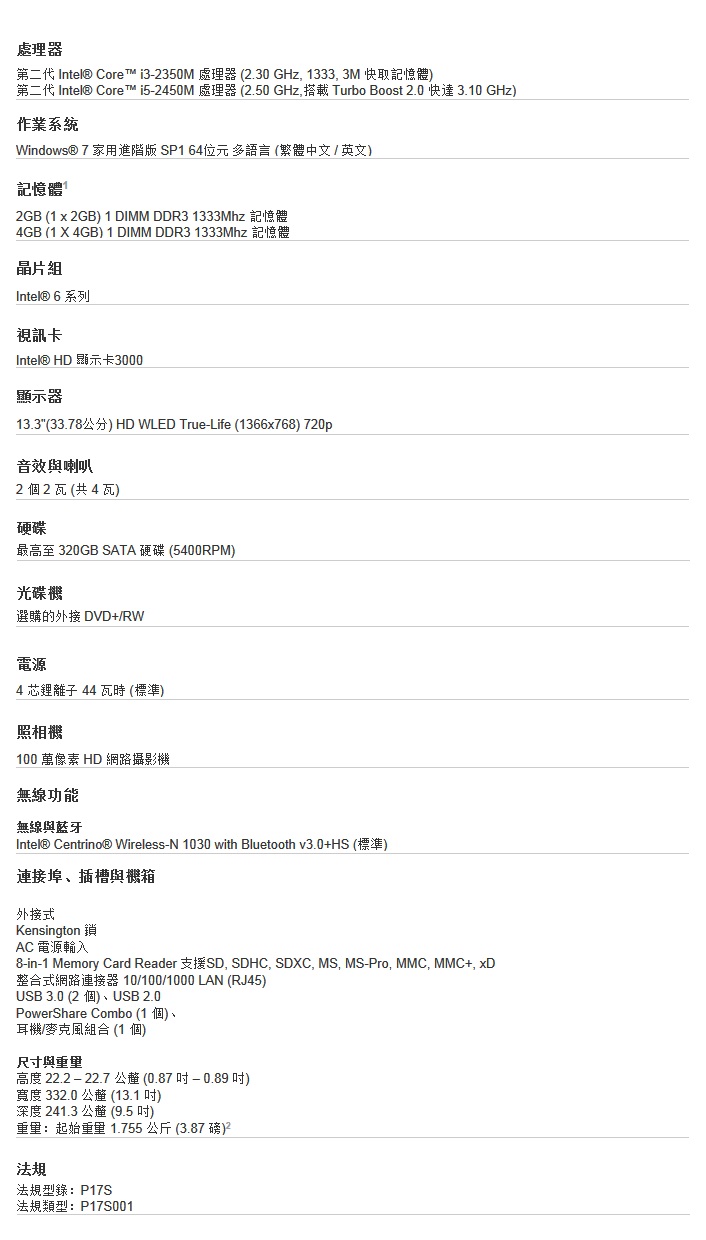 處理器
第二代 Intel® Core™ i3-2350M 處理器 (2.30 GHz, 1333, 3M 快取記憶體)
第二代 Intel® Core™ i5-2450M 處理器 (2.50 GHz,搭載 Turbo Boost 2.0 快達 3.10 GHz)
作業系統
Windows® 7 家用進階版 SP1 64位元 多語言 (繁體中文 / 英文)
記憶體1
2GB (1 x 2GB) 1 DIMM DDR3 1333Mhz 記憶體
4GB (1 X 4GB) 1 DIMM DDR3 1333Mhz 記憶體
晶片組
Intel® 6 系列
視訊卡
Intel® HD 顯示卡3000
顯示器
13.3"(33.78公分) HD WLED True-Life (1366x768) 720p
音效與喇叭
2 個 2 瓦 (共 4 瓦)
硬碟
最高至 320GB SATA 硬碟 (5400RPM)
光碟機
選購的外接 DVD+/RW
電源
4 芯鋰離子 44 瓦時 (標準)
照相機
100 萬像素 HD 網路攝影機
無線功能
無線與藍牙
Intel® Centrino® Wireless-N 1030 with Bluetooth v3.0+HS (標準)
連接埠、插槽與機箱
外接式
Kensington 鎖
AC 電源輸入
8-in-1 Memory Card Reader 支援SD, SDHC, SDXC, MS, MS-Pro, MMC, MMC+, xD
整合式網路連接器 10/100/1000 LAN (RJ45)
USB 3.0 (2 個)、USB 2.0
PowerShare Combo (1 個)、
耳機/麥克風組合 (1 個)
尺寸與重量
高度 22.2 – 22.7 公釐 (0.87 吋 – 0.89 吋)
寬度 332.0 公釐 (13.1 吋)
深度 241.3 公釐 (9.5 吋)
重量：起始重量 1.755 公斤 (3.87 磅)2
法規
法規型錄：P17S
法規類型：P17S001